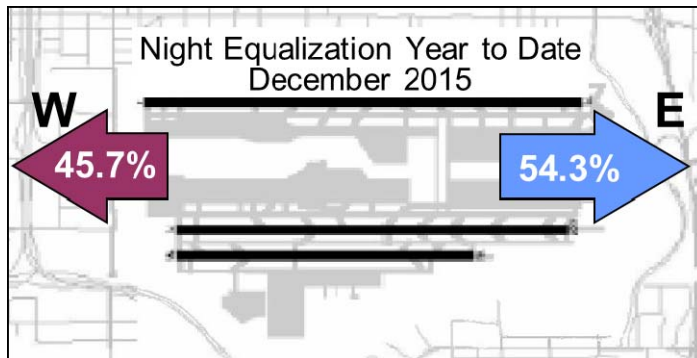 Night Equalization Year to Date
December 2015
W
E
45.7%
54.3%